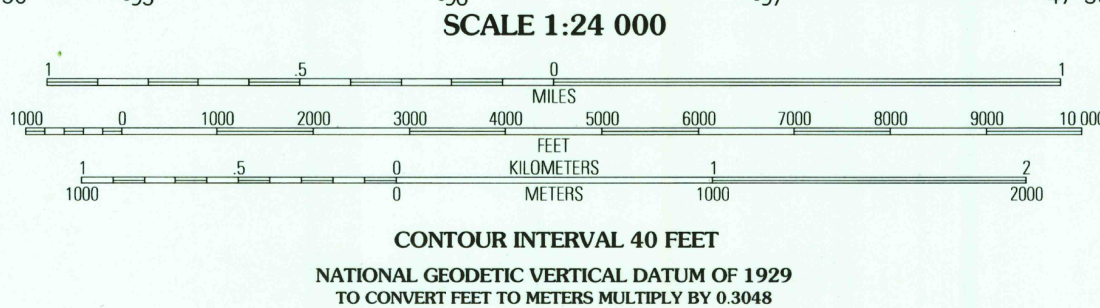 SCALE 1:24 000
1 .5 0 1
MILES
1000 0 1000 2000 3000 4000 5000 6000 7000 8000 9000 10 000
FEET
1 .5 0 KILOMETERS 1 2
1000 0 METERS 1000 2000
CONTOUR INTERVAL 40 FEET
NATIONAL GEODETIC VERTICAL DATUM OF 1929
TO CONVERT FEET TO METERS MULTIPLY BY 0.3048